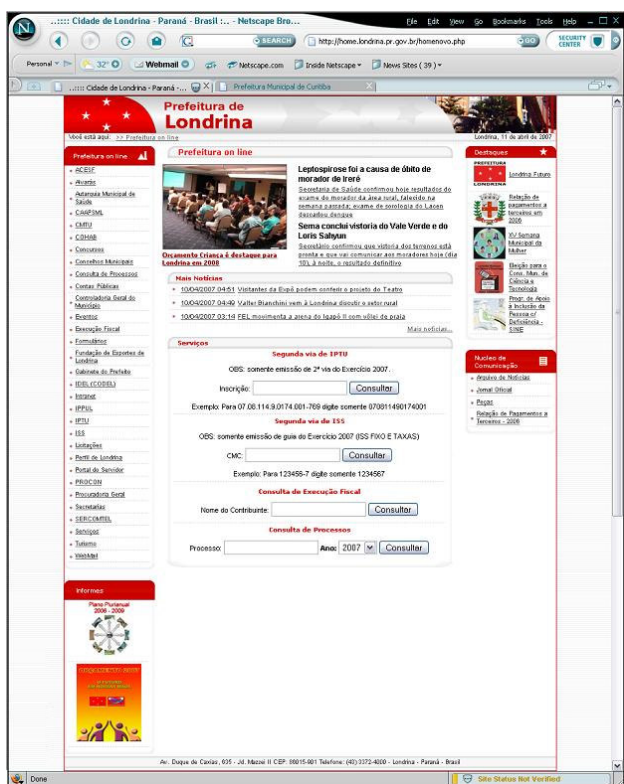 ..:::: Cidade de Londrina - Paraná - Brasil :.. - Netscape Bro...
File Edit View Go Bookmarks Tools Help
SEARCH
http://home.londrina.pr.gov.br/homenovo.php
GO
SECURITY CENTER
Personal
32°
Webmail
Netscape.com
Inside Netscape
News Sites ( 39 )
..:::: Cidade de Londrina - Paraná -...
Prefeitura Municipal de Curitiba
Prefeitura de
Londrina
Você está aqui: >> Prefeitura on line
Londrina, 11 de abril de 2007
Prefeitura on line
ACESF
Alvarás
Autarquia Municipal de Saúde
CAAPSML
CMTU
COHAB
Concursos
Conselhos Municipais
Consulta de Processos
Contas Públicas
Controladoria Geral do Município
Eventos
Execução Fiscal
Formulários
Fundação de Esportes de Londrina
Gabinete do Prefeito
IDEL (CODEL)
Intranet
IPPUL
IPTU
ISS
Licitações
Perfil de Londrina
Portal do Servidor
PROCON
Procuradoria Geral
Secretarias
SERCOMTEL
Serviços
Turismo
WebMail
Informes
Plano Plurianual
2006 - 2009
Prefeitura on line
Orçamento Criança é destaque para Londrina em 2008
Leptospirose foi a causa de óbito de morador de Irerê
Secretaria de Saúde confirmou hoje resultados do exame de morador da área rural, falecido na semana passada; exame de sorologia do Lacen descartou dengue
Sema conclui vistoria do Vale Verde e do Loris Sahyun
Secretário confirmou que vistoria dos terrenos está pronta e que vai comunicar aos moradores hoje (dia 10), à noite, o resultado definitivo
Mais Notícias
10/04/2007 04:51 Visitantes da Expô podem conferir o projeto do Teatro
10/04/2007 04:49 Valter Bianchini vem à Londrina discutir o setor rural
10/04/2007 03:14 FEL movimenta a arena do Igapó II com vôlei de praia
Mais notícias...
Serviços
Segunda via de IPTU
OBS: somente emissão de 2ª via do Exercício 2007.
Inscrição:
Consultar
Exemplo: Para 07.08.114.9.0174.001-769 digite somente 070811490174001
Segunda via de ISS
OBS: somente emissão de guia do Exercício 2007 (ISS FIXO E TAXAS)
CMC:
Consultar
Exemplo: Para 123456-7 digite somente 1234567
Consulta de Execução Fiscal
Nome do Contribuinte:
Consultar
Consulta de Processos
Processo:
Ano: 2007
Consultar
Destaques
PREFEITURA
LONDRINA
Londrina Futuro
Relação de pagamentos a terceiros em 2006
XV Semana Municipal da Mulher
Eleição para o Cons. Mun. de Ciência e Tecnologia
Progr. de Apoio à Inclusão da Pessoa c/ Deficiência - SINE
Nucleo de Comunicação
Arquivo de Notícias
Jornal Oficial
Peças
Relação de Pagamentos a Terceiros - 2006
Av. Duque de Caxias, 635 - Jd. Mazzei II CEP: 86015-901 Telefone: (43) 3372-4000 - Londrina - Paraná - Brasil
Done
Site Status Not Verified